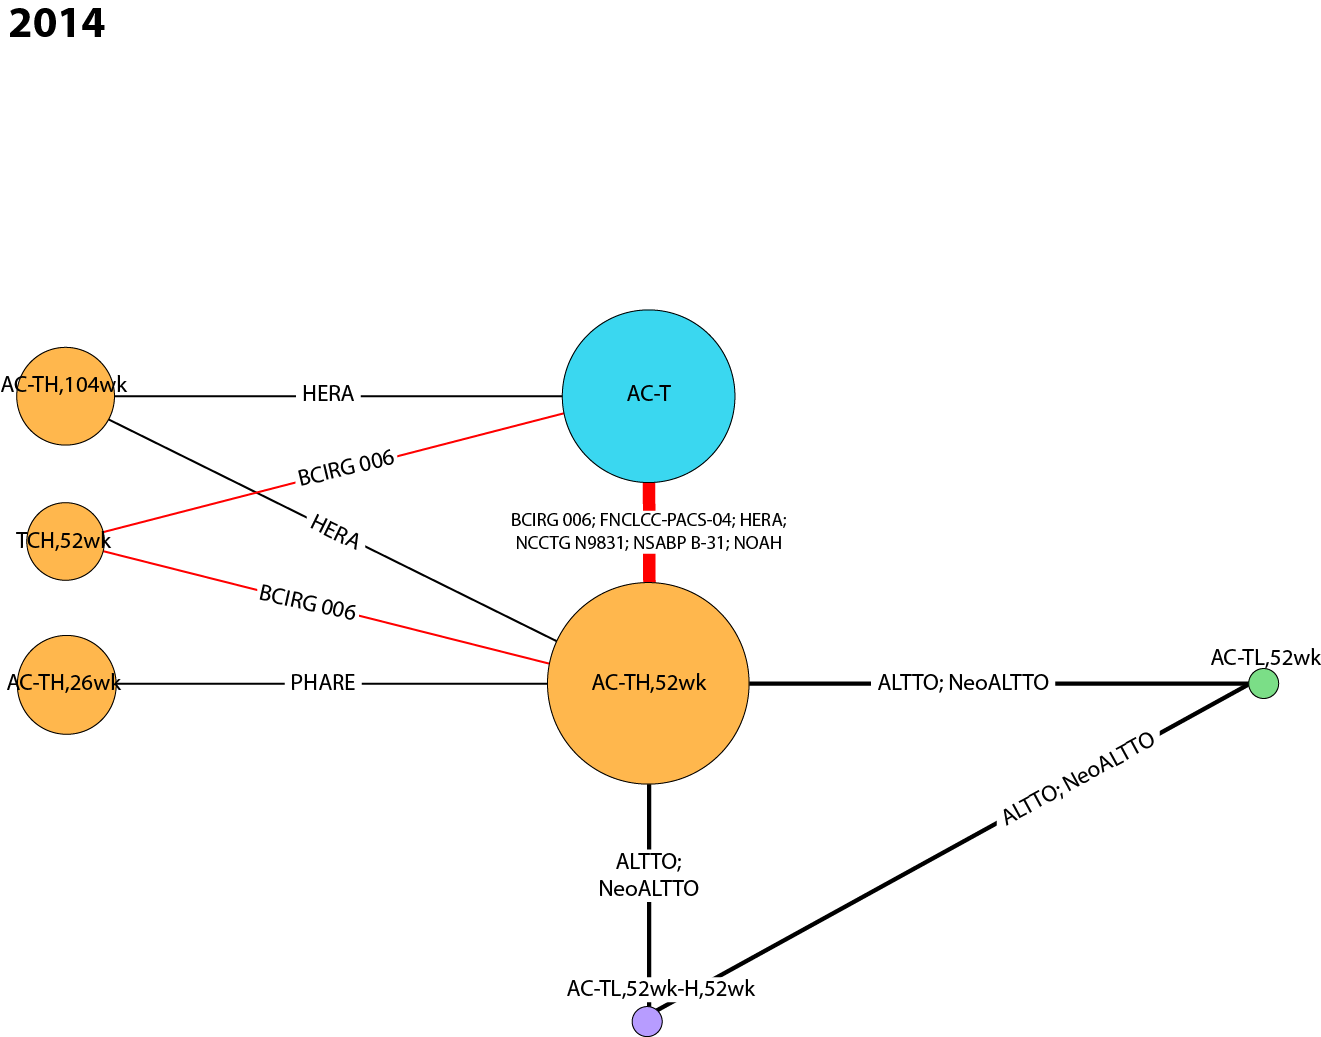 2014
AC-TH,104wk
HERA
AC-T
BCIRG 006
BCIRG 006; FNCLCC-PACS-04; HERA;
NCCTG N9831; NSABP B-31; NOAH
HERA
TCH,52wk
BCIRG 006
AC-TH,26wk
PHARE
AC-TH,52wk
ALTTO; NeoALTTO
AC-TL,52wk
ALTTO; NeoALTTO
ALTTO;
NeoALTTO
AC-TL,52wk-H,52wk